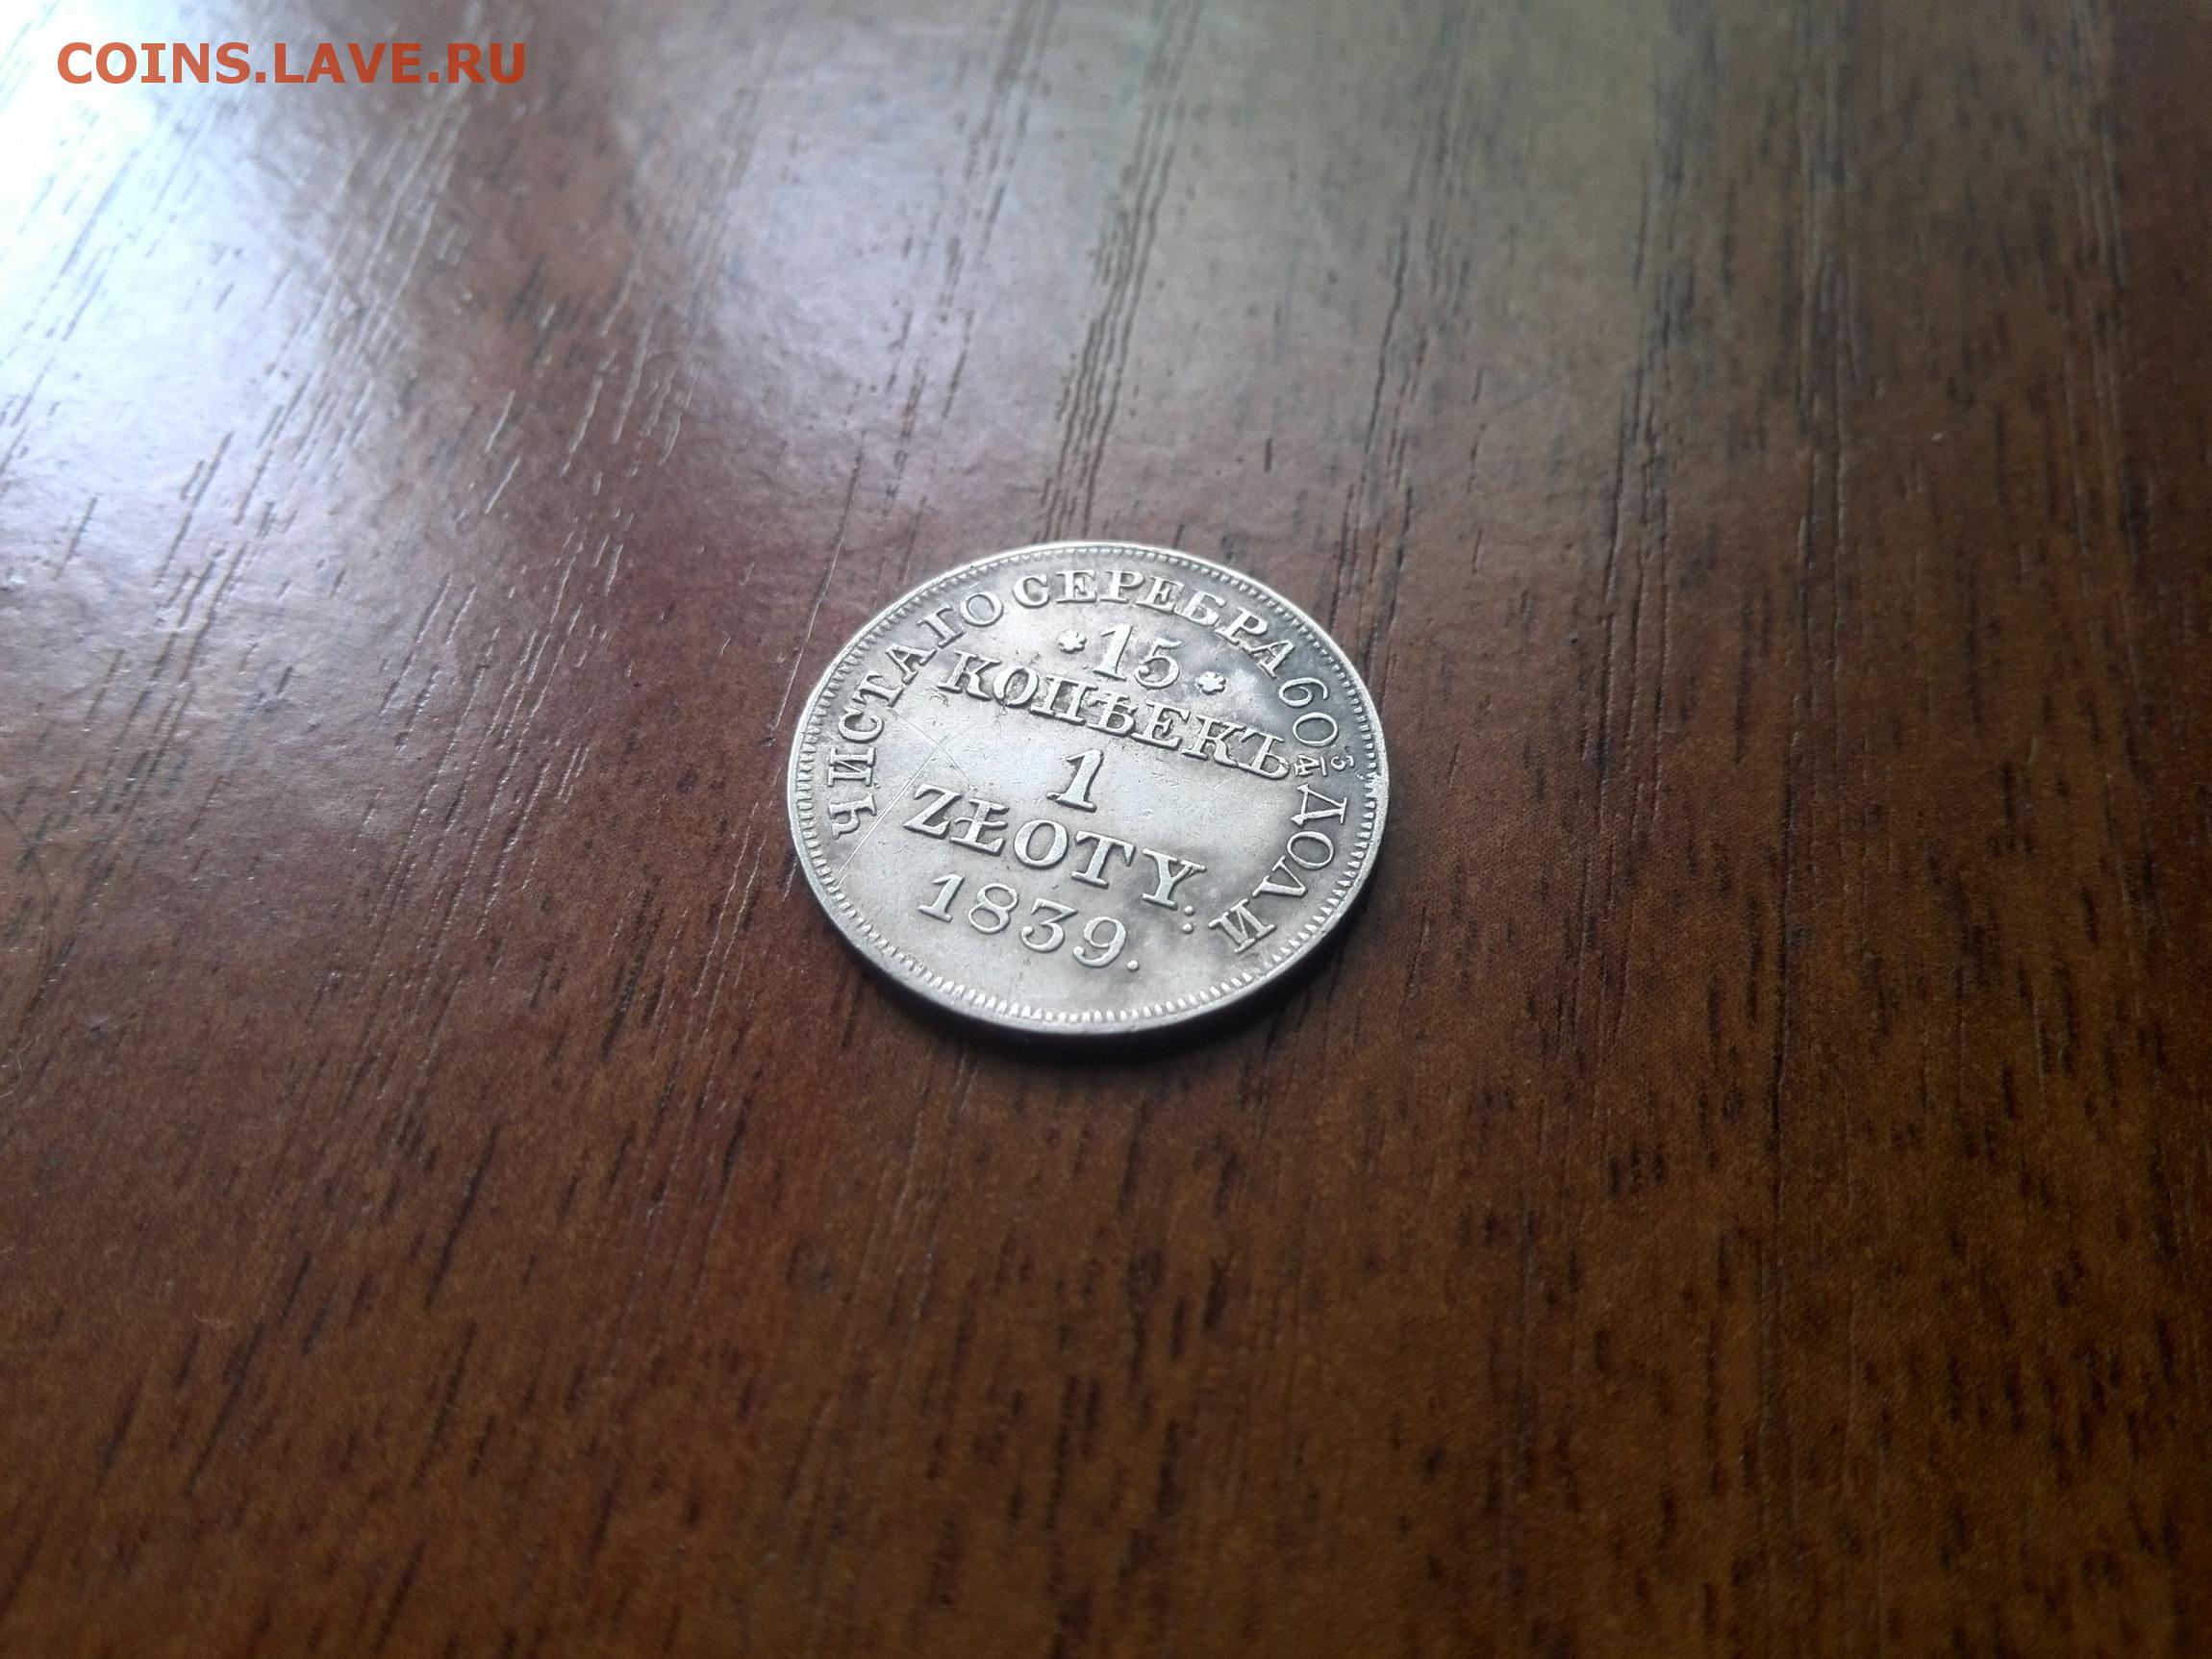 COINS.LAVE.RU
ЧИСТАГО СЕРЕБРА 60 3/4 ДОЛИ
* 15 *
КОПѢЕКЪ
1
ZŁOTY.
1839.